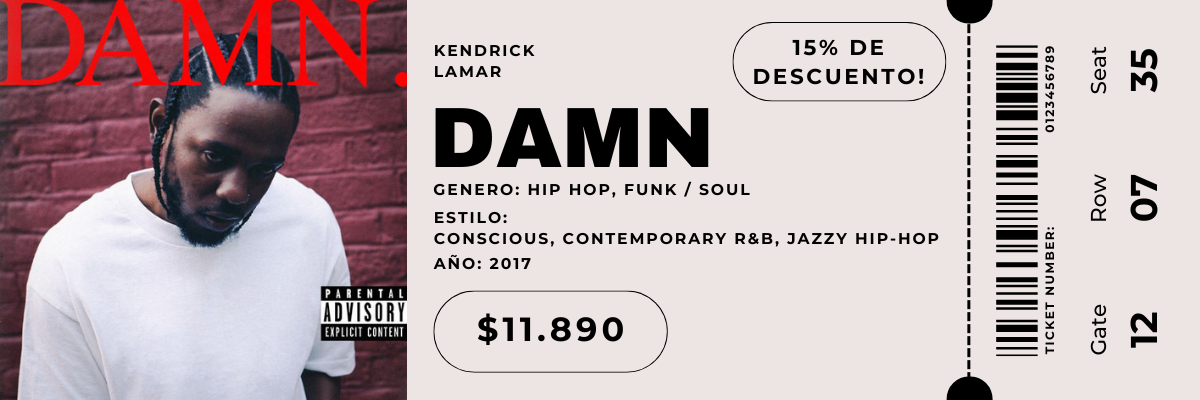 DAMN.
PARENTAL
ADVISORY
EXPLICIT CONTENT
KENDRICK
LAMAR
15% DE
DESCUENTO!
DAMN
GENERO: HIP HOP, FUNK / SOUL
ESTILO:
CONSCIOUS, CONTEMPORARY R&B, JAZZY HIP-HOP
AÑO: 2017
$11.890
TICKET NUMBER: 0123456789
Gate 12
Row 07
Seat 35